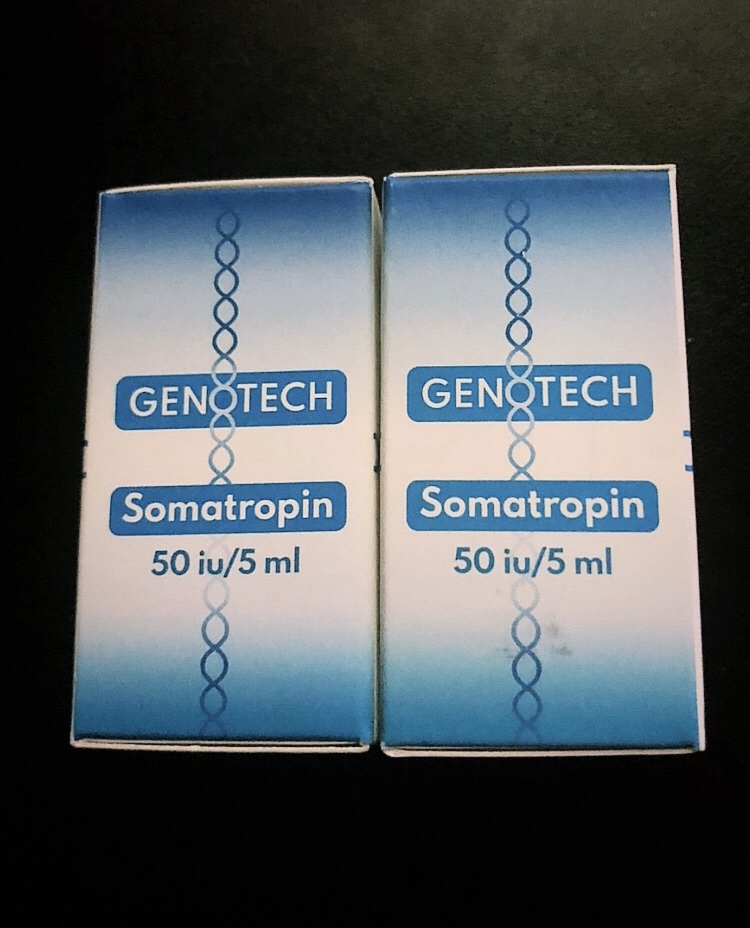 GENOTECH
Somatropin
50 iu/5 ml
GENOTECH
Somatropin
50 iu/5 ml